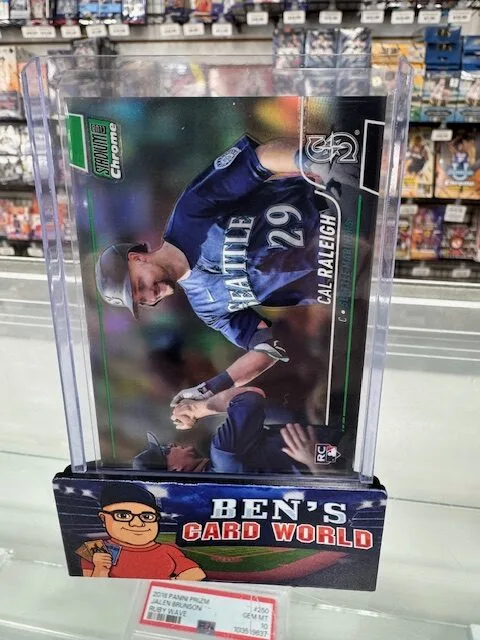 STADIUM CLUB
Chrome
SEATTLE
29
CAL RALEIGH
C •
RC
BEN'S
CARD WORLD
2018 PANINI PRIZM #250
JALEN BRUNSON GEM MT
RUBY WAVE 10
PSA